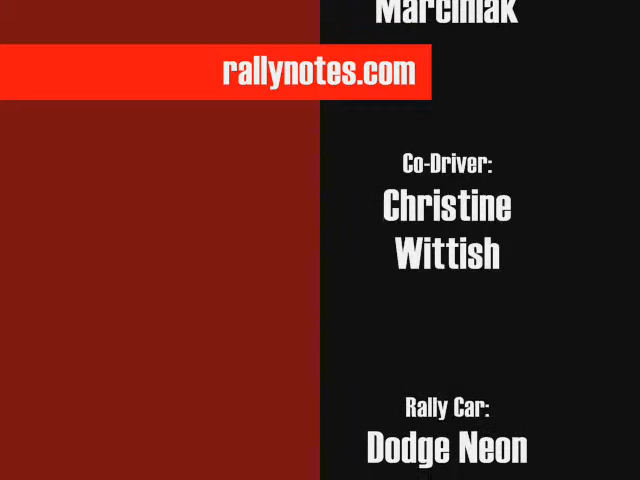 Marciniak
rallynotes.com
Co-Driver:
Christine
Wittish
Rally Car:
Dodge Neon